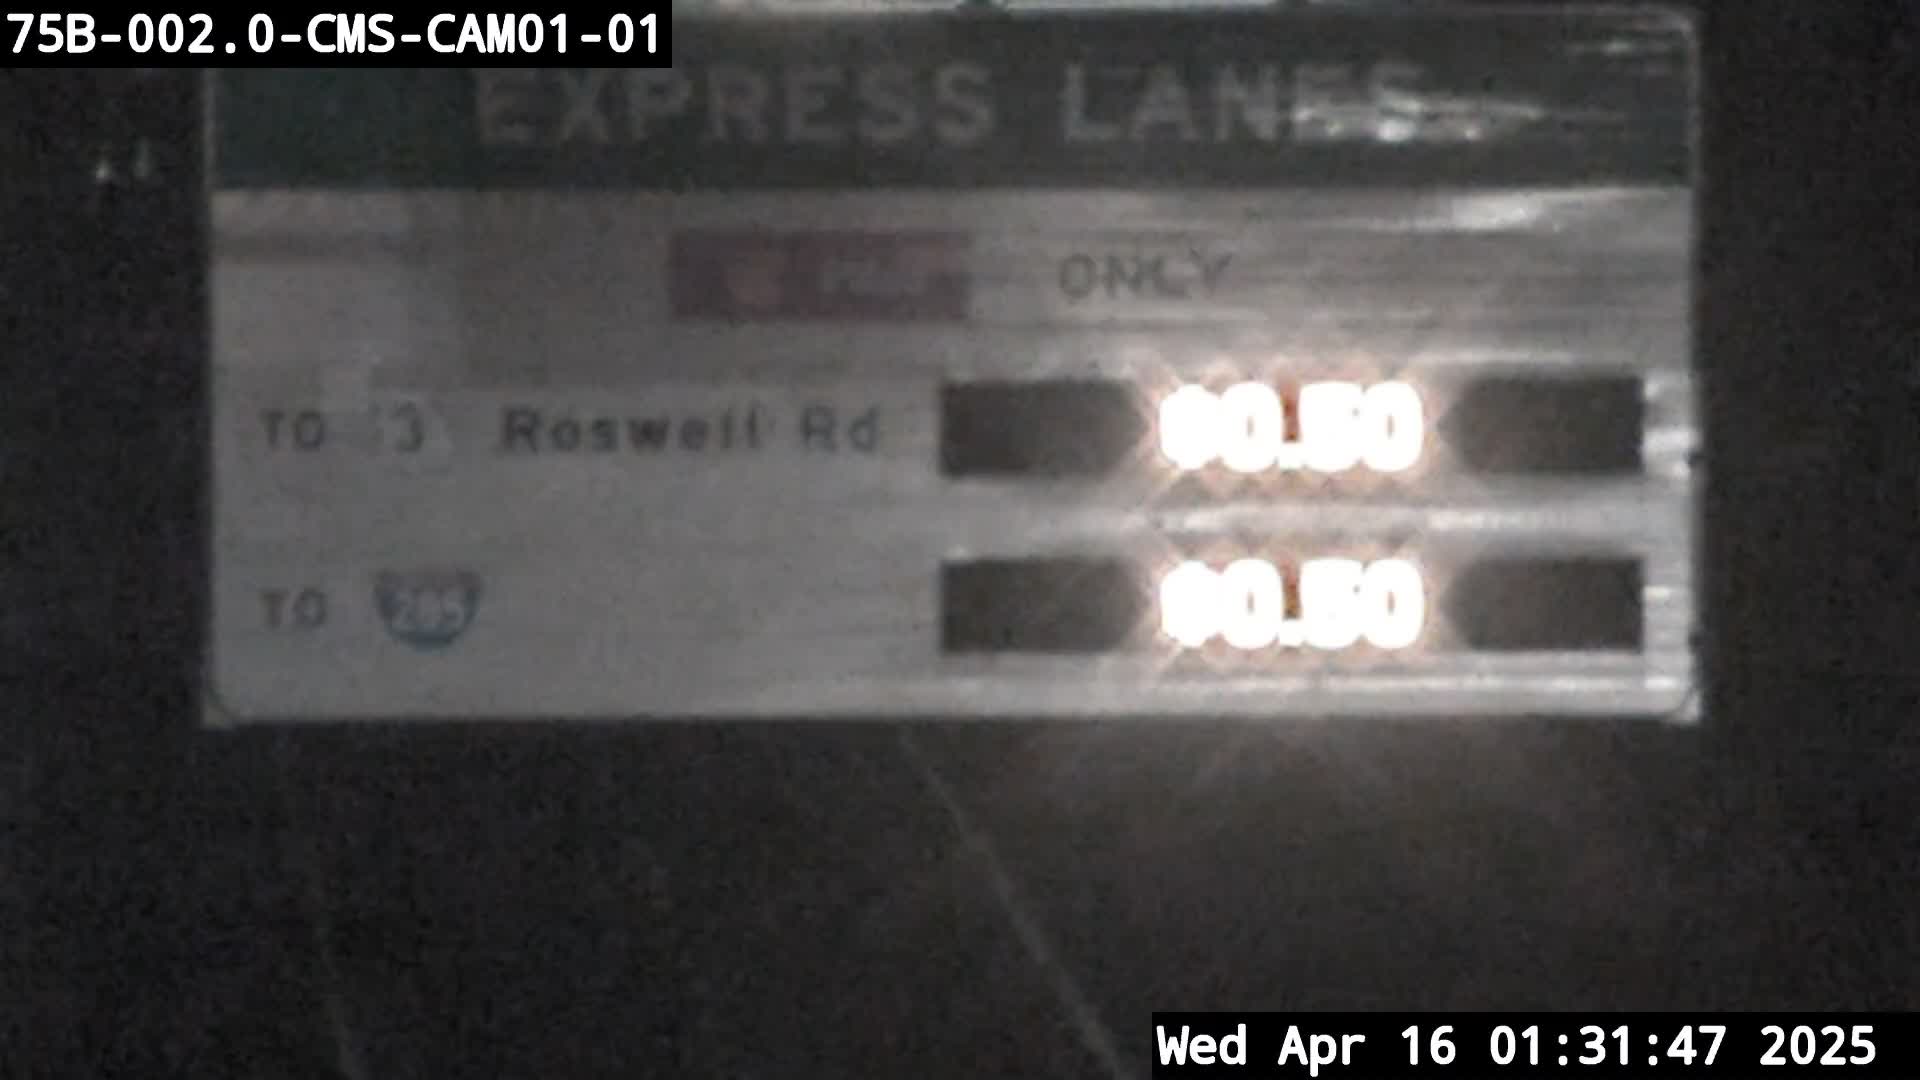 75B-002.0-CMS-CAM01-01
EXPRESS LANES
ONLY
TO 3 Roswell Rd $0.50
TO 285 $0.50
Wed Apr 16 01:31:47 2025